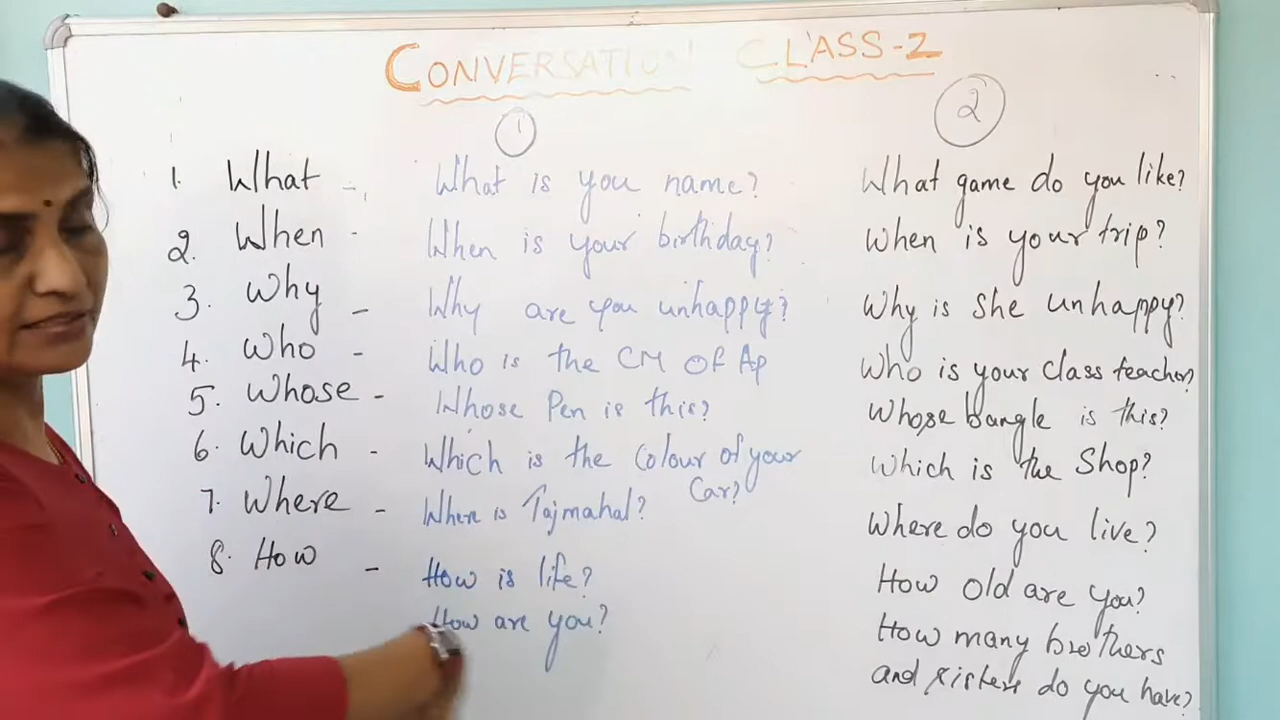 CONVERSATION CLASS-2
1 2
1. What - What is you name? What game do you like?
2. When - When is your birthday? When is your trip?
3. Why - Why are you unhappy? Why is She unhappy?
4. Who - Who is the CM OF Ap Who is your class teacher?
5. Whose - Whose Pen is this? Whose bangle is this?
6. Which - Which is the Colour of your Car? Which is the Shop?
7. Where - Where is Tajmahal? Where do you live?
8. How - How is life? How old are you?
How are you? How many brothers
and sisters do you have?